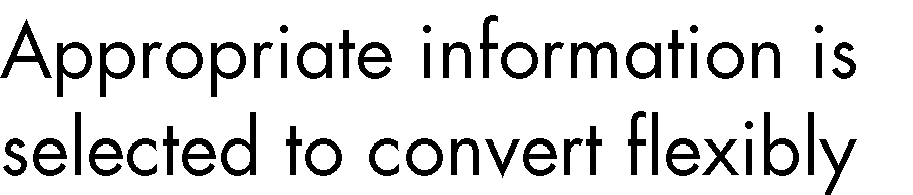 Appropriate information is
selected to convert flexibly